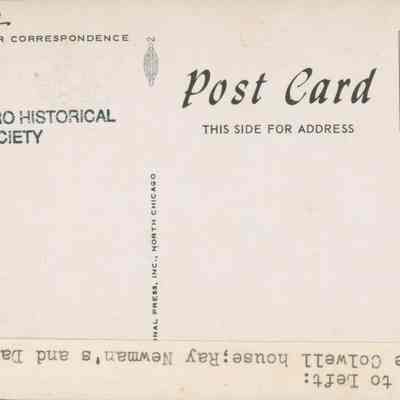 R CORRESPONDENCE
RO HISTORICAL
CIETY
Post Card
THIS SIDE FOR ADDRESS
NAL PRESS, INC., NORTH CHICAGO
to Left:
e Colwell house;Ray Newman's and Da